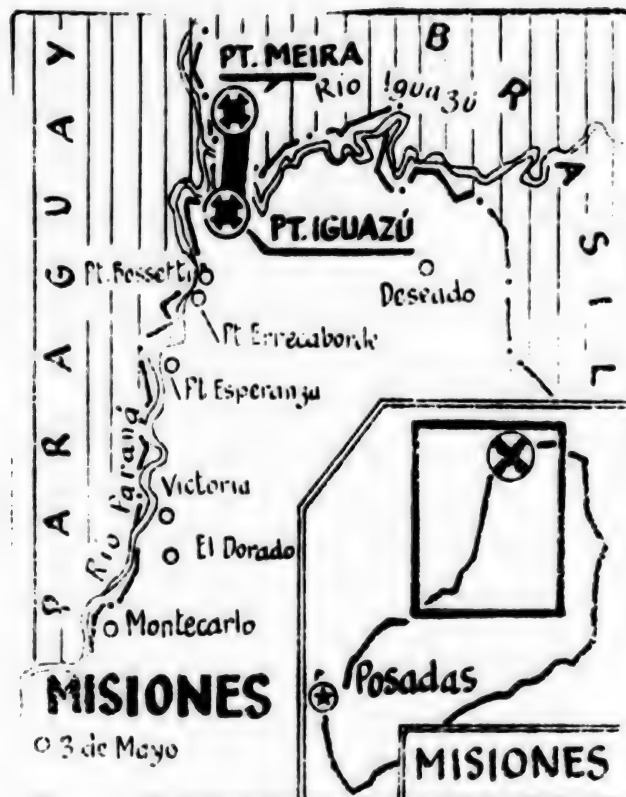 BRASIL
PARAGUAY
PT. MEIRA
Rio Iguazú
PT. IGUAZÚ
Pt. Bossetti
Deseado
Pt Errecaborde
Pt Esperanza
Rio Paraná
Victoria
El Dorado
Montecarlo
MISIONES
3 de Mayo
Posadas
MISIONES